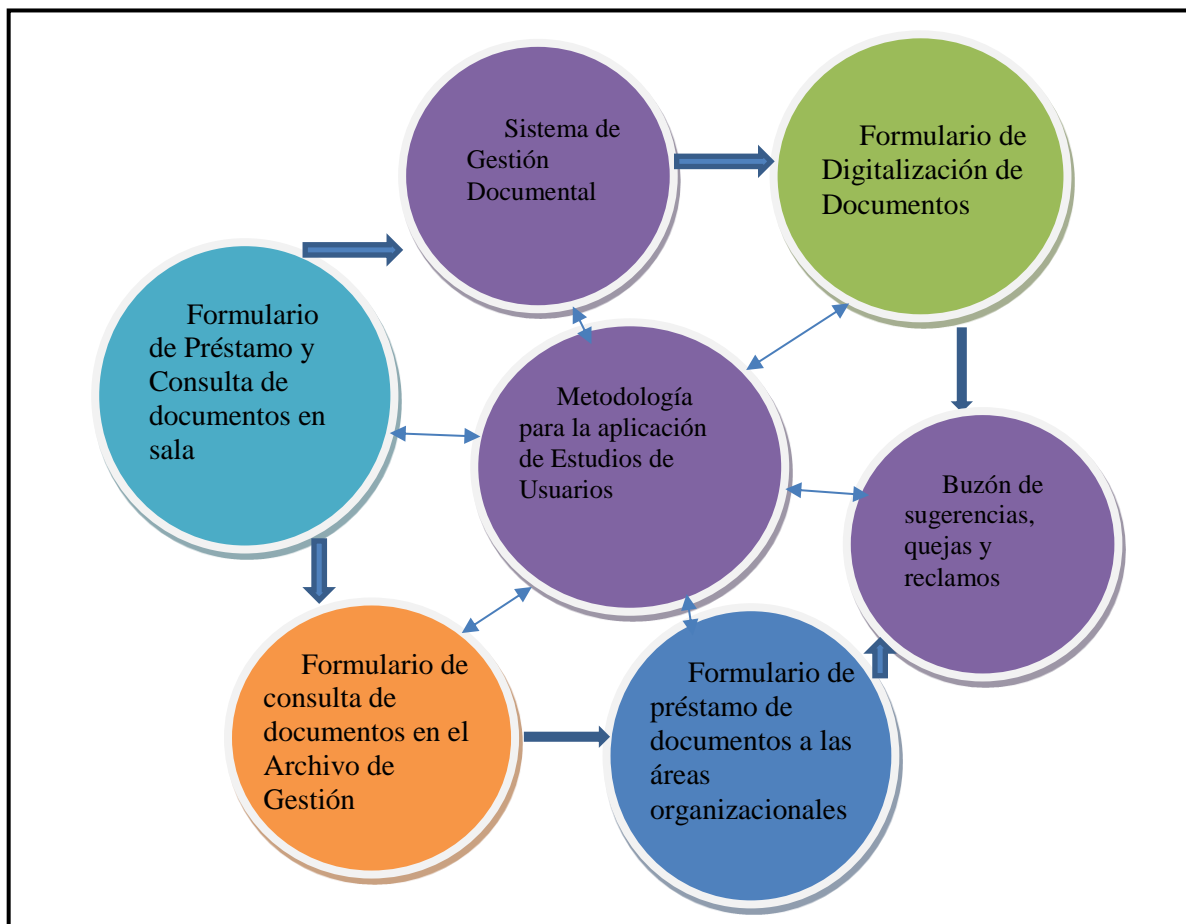 Sistema de
Gestión
Documental
Formulario de
Digitalización de
Documentos
Formulario
de Préstamo y
Consulta de
documentos en
sala
Metodología
para la aplicación
de Estudios de
Usuarios
Buzón de
sugerencias,
quejas y
reclamos
Formulario de
consulta de
documentos en el
Archivo de
Gestión
Formulario de
préstamo de
documentos a las
áreas
organizacionales